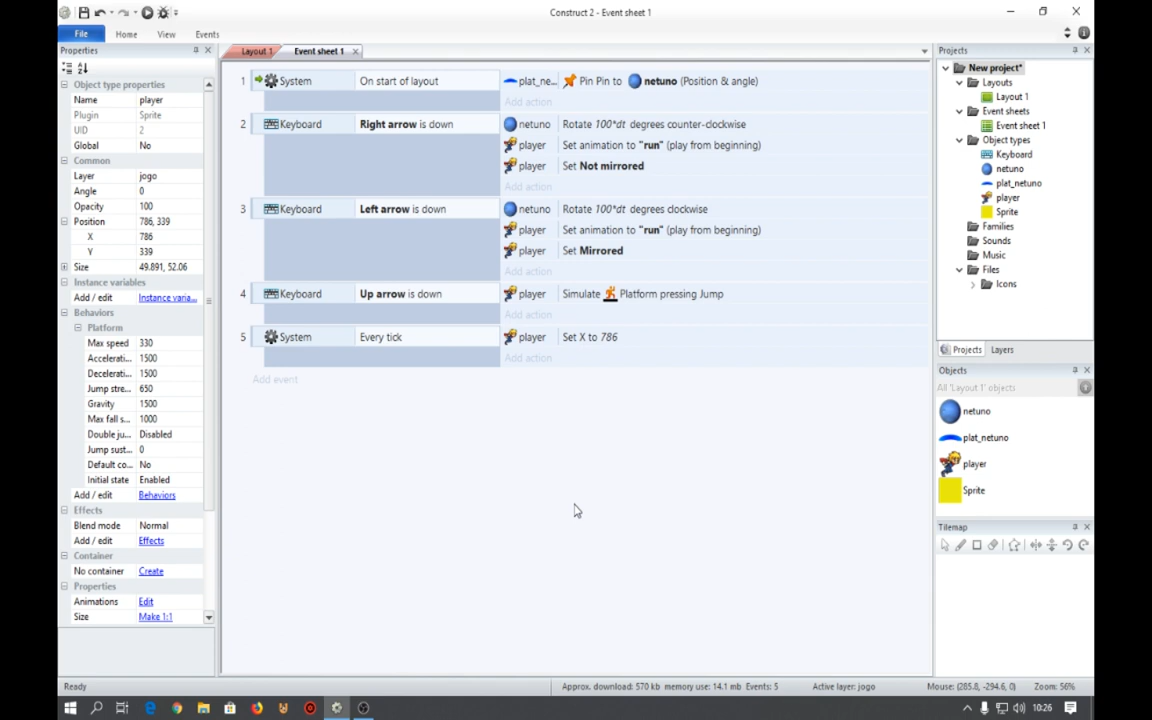 Construct 2 - Event sheet 1
File Home View Events
Properties
Layout 1 Event sheet 1
Projects
Object type properties
Name player
Plugin Sprite
UID 2
Global No
Common
Layer jogo
Angle 0
Opacity 100
Position 786, 339
X 786
Y 339
Size 49.891, 52.06
Instance variables
Add / edit Instance varia...
Behaviors
Platform
Max speed 330
Accelerati... 1500
Decelerati... 1500
Jump stre... 650
Gravity 1500
Max fall s... 1000
Double ju... Disabled
Jump sust... 0
Default co... No
Initial state Enabled
Add / edit Behaviors
Effects
Blend mode Normal
Add / edit Effects
Container
No container Create
Properties
Animations Edit
Size Make 1:1
1 System On start of layout plat_ne... Pin Pin to netuno (Position & angle)
Add action
2 Keyboard Right arrow is down netuno Rotate 100*dt degrees counter-clockwise
player Set animation to "run" (play from beginning)
player Set Not mirrored
Add action
3 Keyboard Left arrow is down netuno Rotate 100*dt degrees clockwise
player Set animation to "run" (play from beginning)
player Set Mirrored
Add action
4 Keyboard Up arrow is down player Simulate Platform pressing Jump
Add action
5 System Every tick player Set X to 786
Add action
Add event
New project*
Layouts
Layout 1
Event sheets
Event sheet 1
Object types
Keyboard
netuno
plat_netuno
player
Sprite
Families
Sounds
Music
Files
Icons
Projects Layers
Objects
All 'Layout 1' objects
netuno
plat_netuno
player
Sprite
Tilemap
Ready Approx. download: 570 kb memory use: 14.1 mb Events: 5 Active layer: jogo Mouse: (285.8, -294.6, 0) Zoom: 56%
10:26